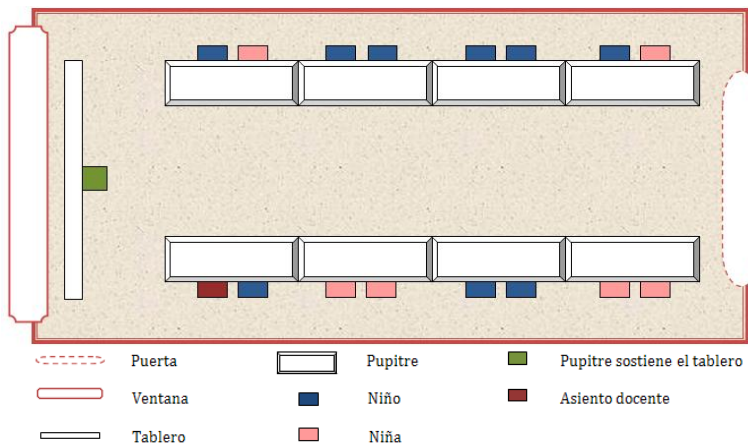 Puerta
Pupitre
Pupitre sostiene el tablero
Ventana
Niño
Asiento docente
Tablero
Niña